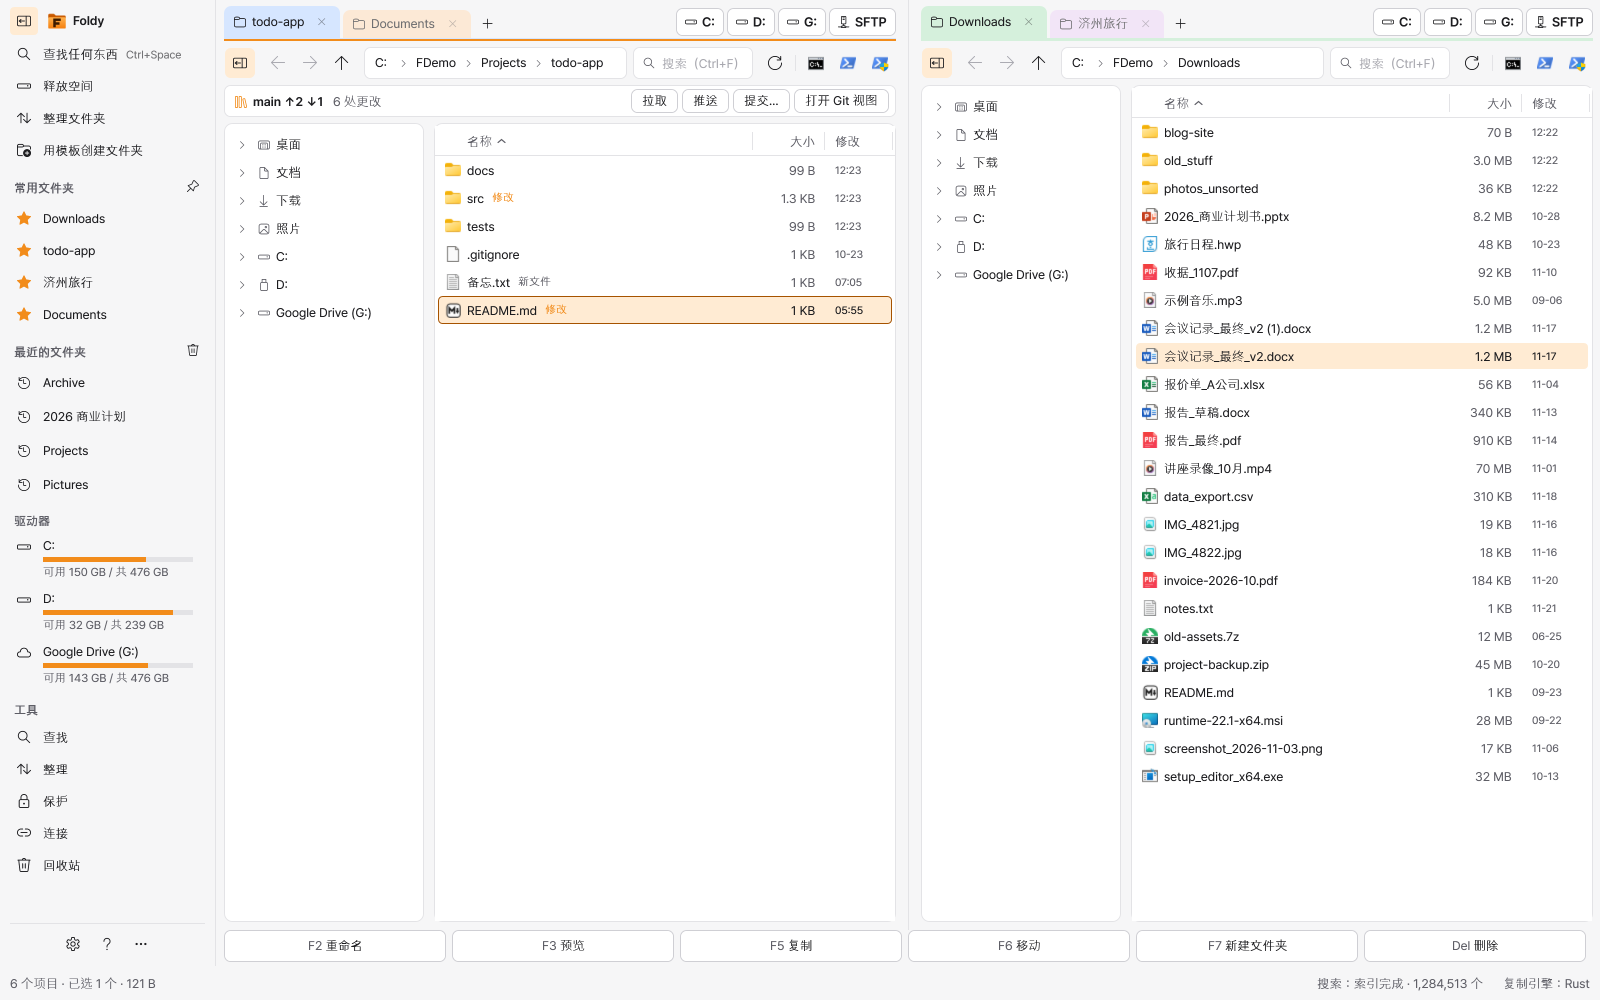 Foldy
查找任何东西 Ctrl+Space
释放空间
整理文件夹
用模板创建文件夹
常用文件夹
Downloads
todo-app
济州旅行
Documents
最近的文件夹
Archive
2026 商业计划
Projects
Pictures
驱动器
C:
可用 150 GB / 共 476 GB
D:
可用 32 GB / 共 239 GB
Google Drive (G:)
可用 143 GB / 共 476 GB
工具
查找
整理
保护
连接
回收站
todo-app Documents C: D: G: SFTP
C: FDemo Projects todo-app 搜索 (Ctrl+F)
main ↑2 ↓1 6 处更改 拉取 推送 提交... 打开 Git 视图
桌面
文档
下载
照片
C:
D:
Google Drive (G:)
名称 大小 修改
docs 99 B 12:23
src 修改 1.3 KB 12:23
tests 99 B 12:23
.gitignore 1 KB 10-23
备忘.txt 新文件 1 KB 07:05
README.md 修改 1 KB 05:55
Downloads 济州旅行 C: D: G: SFTP
C: FDemo Downloads 搜索 (Ctrl+F)
桌面
文档
下载
照片
C:
D:
Google Drive (G:)
名称 大小 修改
blog-site 70 B 12:22
old_stuff 3.0 MB 12:22
photos_unsorted 36 KB 12:22
2026_商业计划书.pptx 8.2 MB 10-28
旅行日程.hwp 48 KB 10-23
收据_1107.pdf 92 KB 11-10
示例音乐.mp3 5.0 MB 09-06
会议记录_最终_v2 (1).docx 1.2 MB 11-17
会议记录_最终_v2.docx 1.2 MB 11-17
报价单_A公司.xlsx 56 KB 11-04
报告_草稿.docx 340 KB 11-13
报告_最终.pdf 910 KB 11-14
讲座录像_10月.mp4 70 MB 11-01
data_export.csv 310 KB 11-18
IMG_4821.jpg 19 KB 11-16
IMG_4822.jpg 18 KB 11-16
invoice-2026-10.pdf 184 KB 11-20
notes.txt 1 KB 11-21
old-assets.7z 12 MB 06-25
project-backup.zip 45 MB 10-20
README.md 1 KB 09-23
runtime-22.1-x64.msi 28 MB 09-22
screenshot_2026-11-03.png 17 KB 11-06
setup_editor_x64.exe 32 MB 10-13
F2 重命名 F3 预览 F5 复制 F6 移动 F7 新建文件夹 Del 删除
6 个项目 · 已选 1 个 · 121 B 搜索：索引完成 · 1,284,513 个 复制引擎：Rust